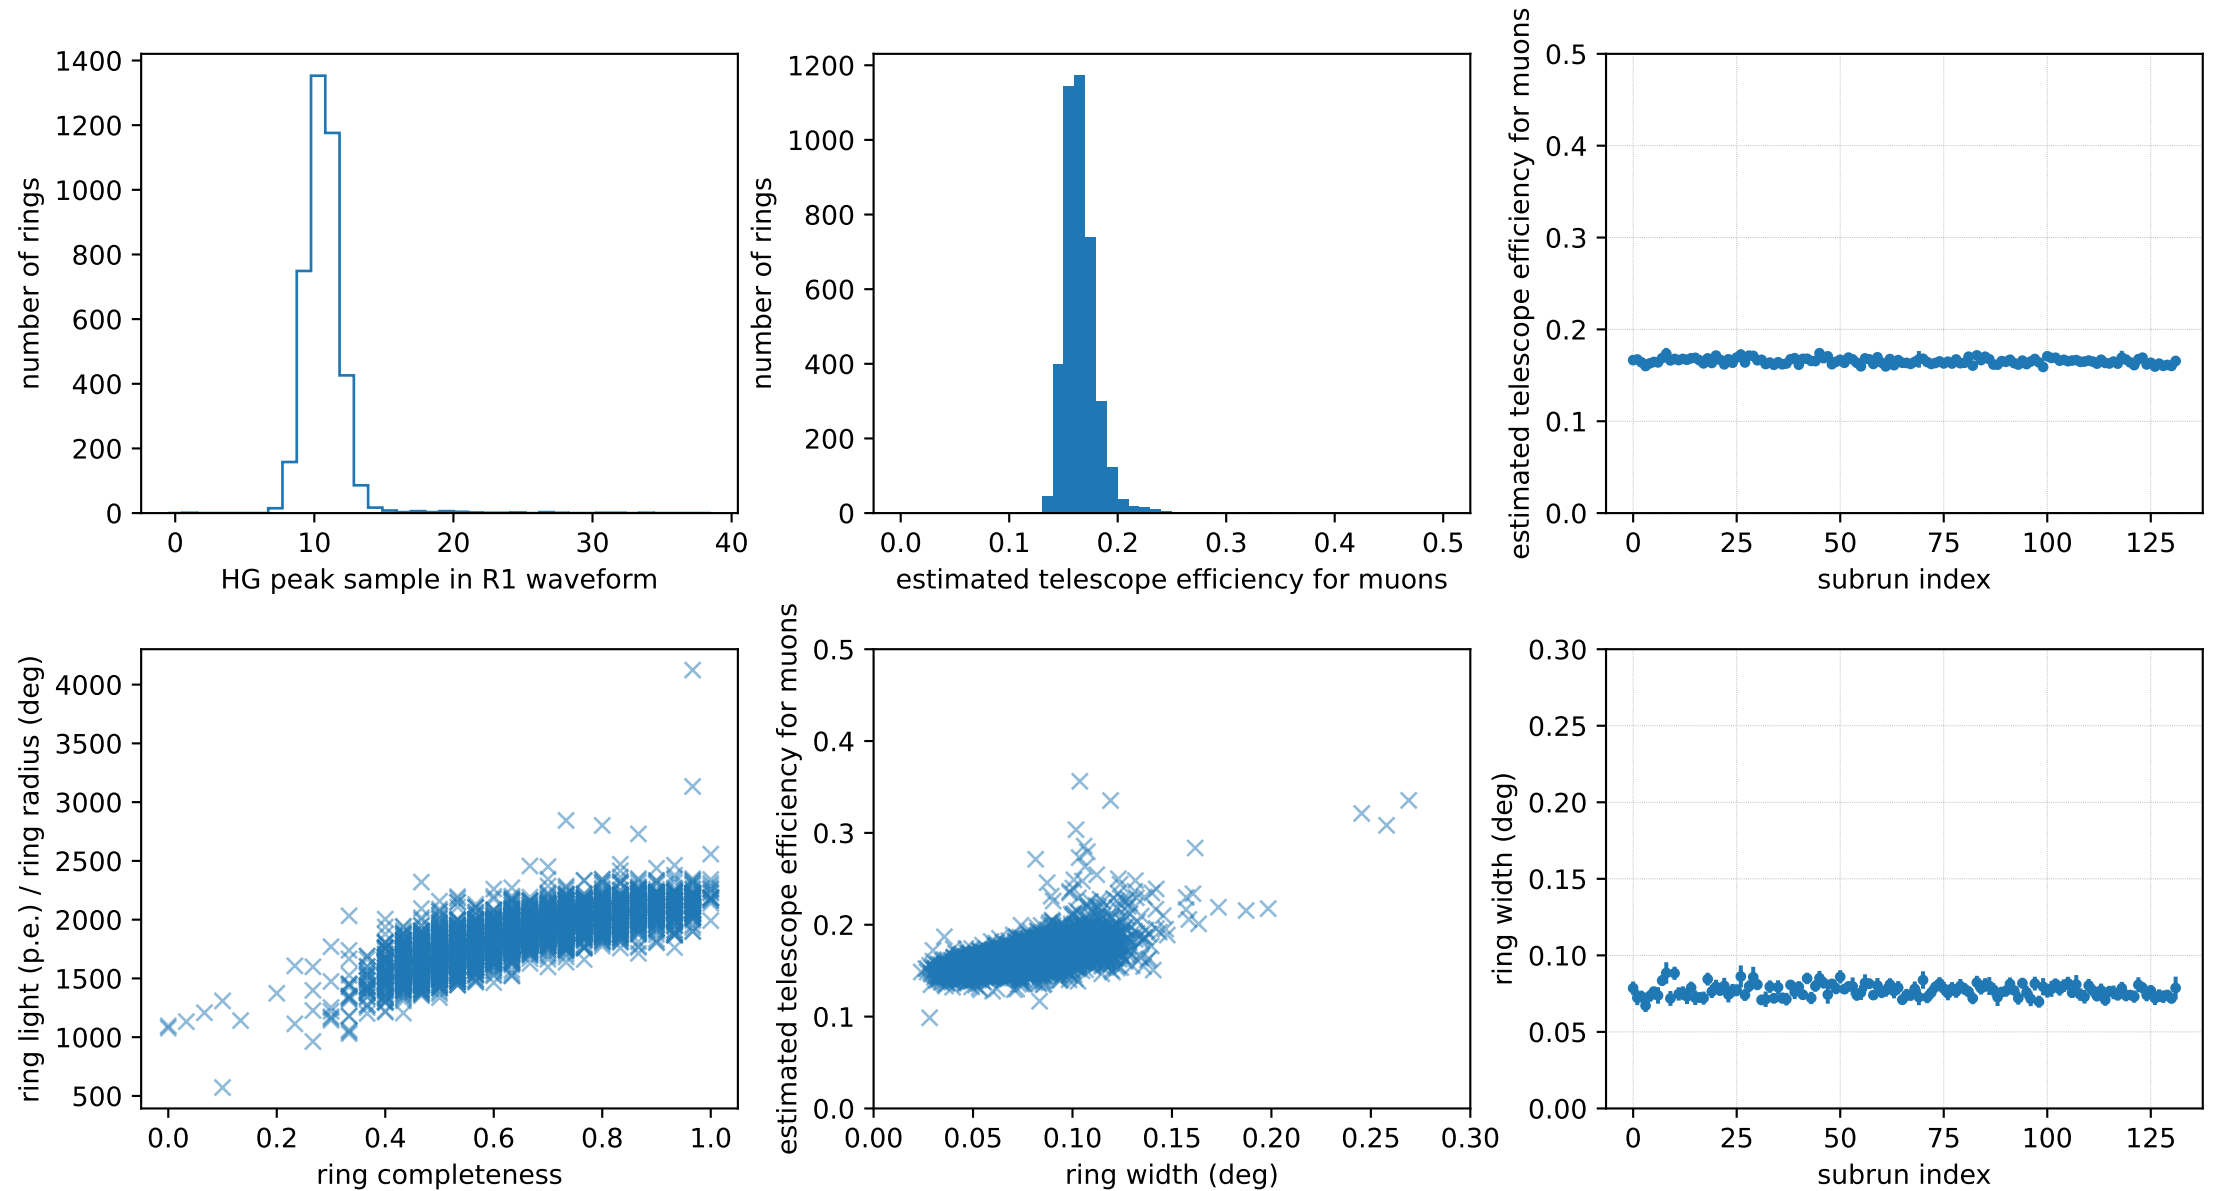 number of rings
1400
1200
1000
800
600
400
200
0
0 10 20 30 40
HG peak sample in R1 waveform
number of rings
1200
1000
800
600
400
200
0
0.0 0.1 0.2 0.3 0.4 0.5
estimated telescope efficiency for muons
estimated telescope efficiency for muons
0.5
0.4
0.3
0.2
0.1
0.0
0 25 50 75 100 125
subrun index
ring light (p.e.) / ring radius (deg)
4000
3500
3000
2500
2000
1500
1000
500
0.0 0.2 0.4 0.6 0.8 1.0
ring completeness
estimated telescope efficiency for muons
0.5
0.4
0.3
0.2
0.1
0.0
0.00 0.05 0.10 0.15 0.20 0.25 0.30
ring width (deg)
ring width (deg)
0.30
0.25
0.20
0.15
0.10
0.05
0.00
0 25 50 75 100 125
subrun index